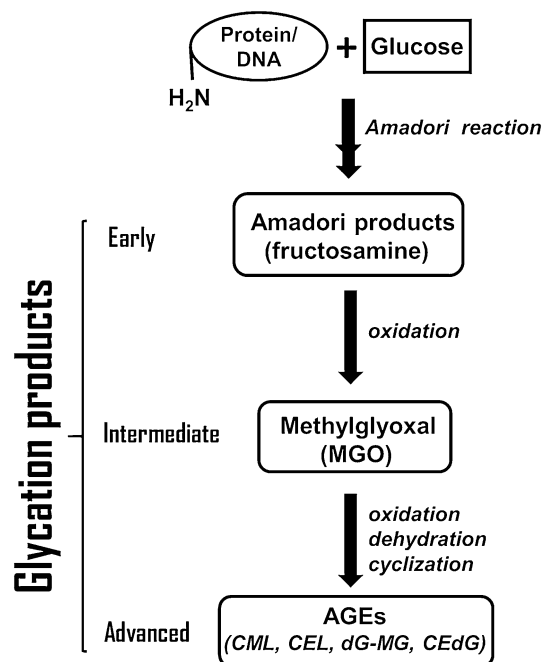 Protein/
DNA
+
Glucose
H2N
Amadori reaction
Early
Amadori products
(fructosamine)
oxidation
Glycation products
Intermediate
Methylglyoxal
(MGO)
oxidation
dehydration
cyclization
Advanced
AGEs
(CML, CEL, dG-MG, CEdG)